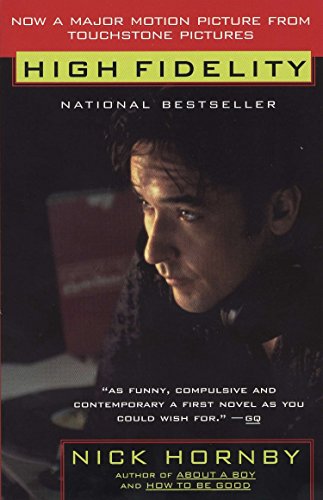 NOW A MAJOR MOTION PICTURE FROM
TOUCHSTONE PICTURES
HIGH FIDELITY
NATIONAL BESTSELLER
“AS FUNNY, COMPULSIVE AND
CONTEMPORARY A FIRST NOVEL AS YOU
COULD WISH FOR.” —GQ
NICK HORNBY
AUTHOR OF ABOUT A BOY
AND HOW TO BE GOOD